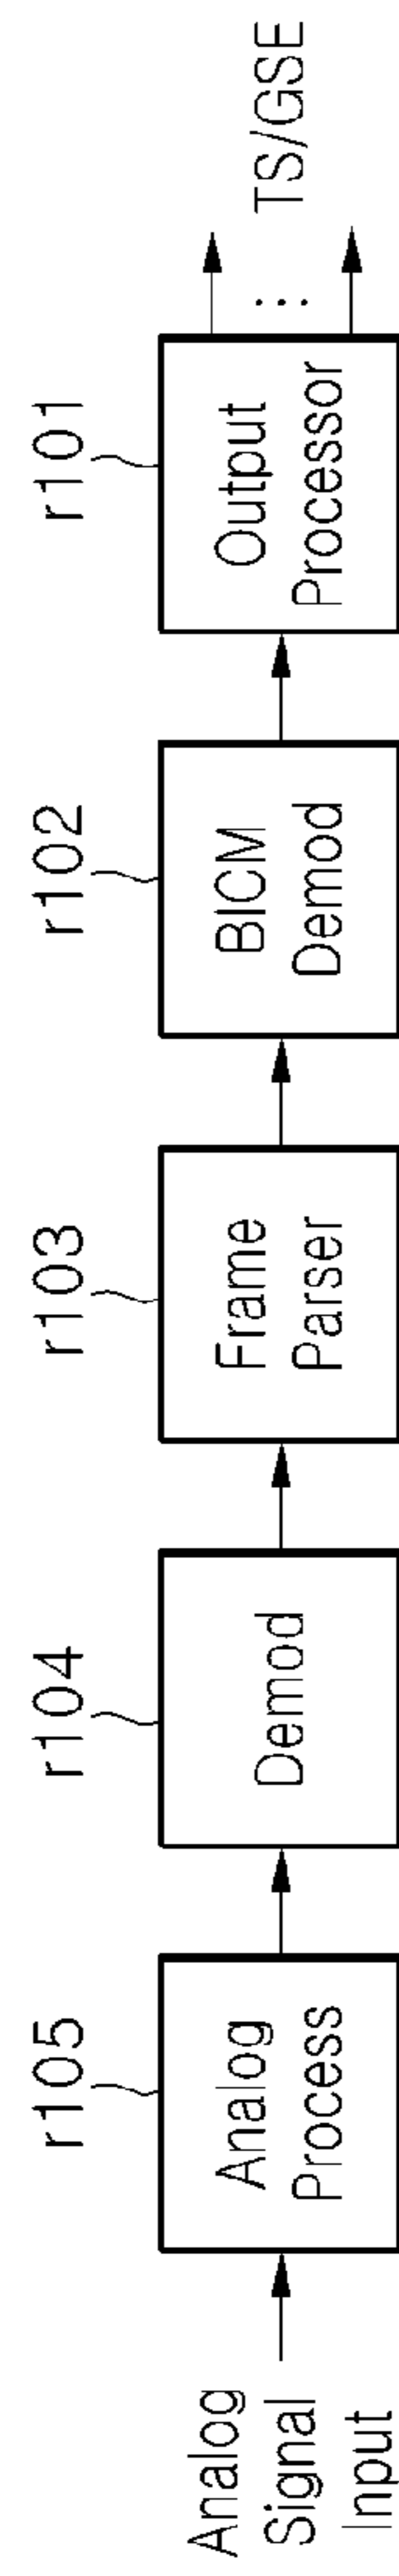 Analog
Signal
Input
r105
Analog
Process
r104
Demod
r103
Frame
Parser
r102
BICM
Demod
r101
Output
Processor
TS/GSE